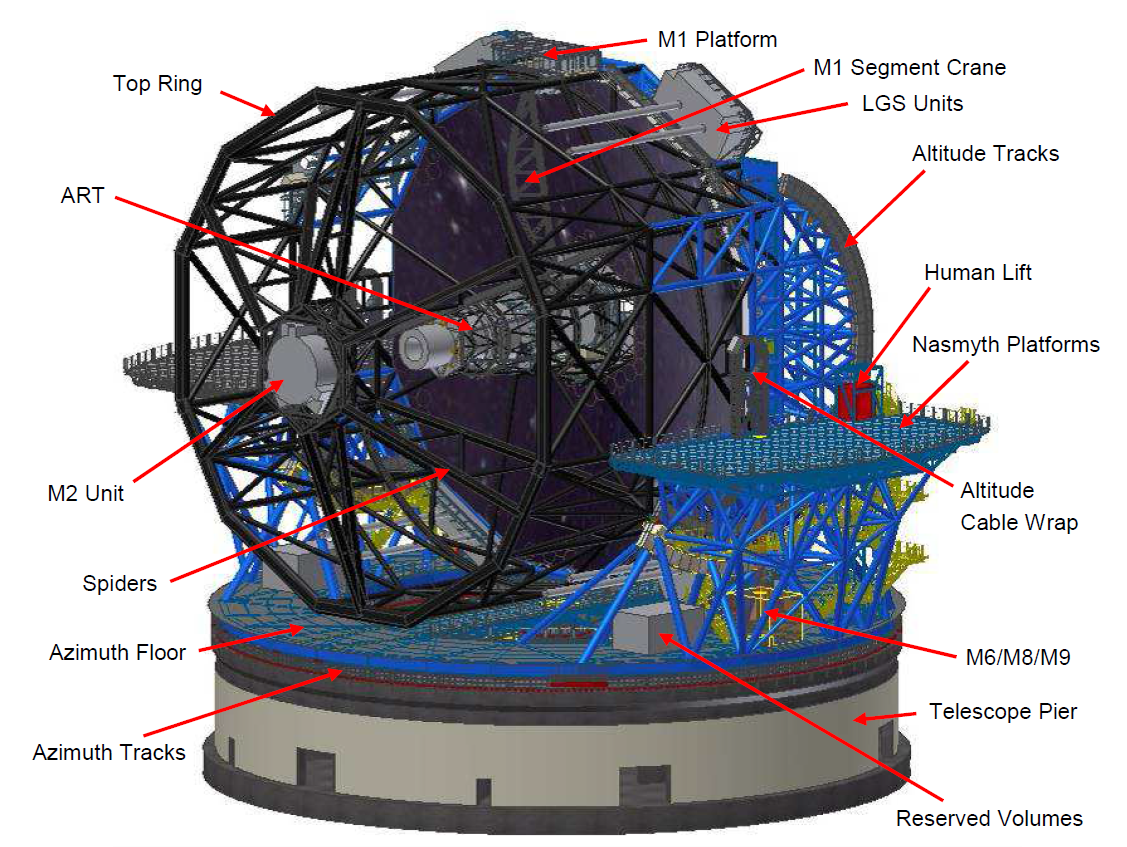 M1 Platform
M1 Segment Crane
Top Ring
LGS Units
Altitude Tracks
ART
Human Lift
Nasmyth Platforms
M2 Unit
Altitude
Cable Wrap
Spiders
Azimuth Floor
M6/M8/M9
Telescope Pier
Azimuth Tracks
Reserved Volumes